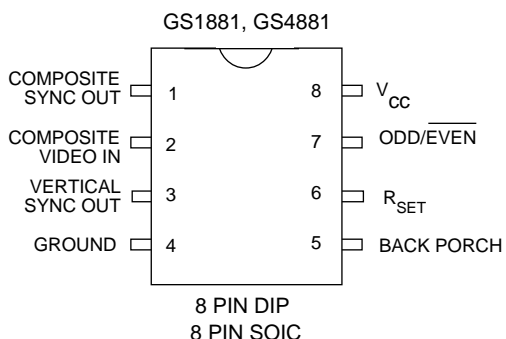 GS1881, GS4881
COMPOSITE
SYNC OUT
1
8
VCC
COMPOSITE
VIDEO IN
2
7
ODD/EVEN
VERTICAL
SYNC OUT
3
6
RSET
GROUND
4
5
BACK PORCH
8 PIN DIP
8 PIN SOIC